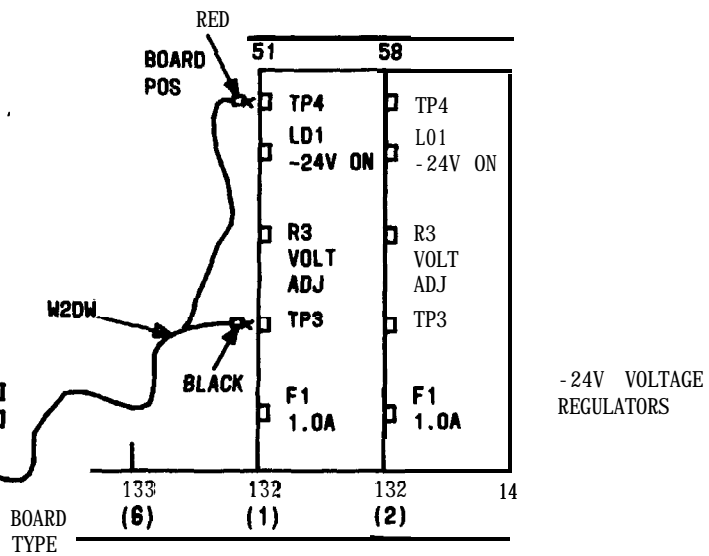 RED
51 58
BOARD
POS
TP4 TP4
LD1 LO1
-24V ON -24V ON
R3 R3
VOLT VOLT
ADJ ADJ
W2DW
TP3 TP3
BLACK
F1 F1
1.0A 1.0A
-24V VOLTAGE
REGULATORS
133 132 132 14
BOARD (6) (1) (2)
TYPE